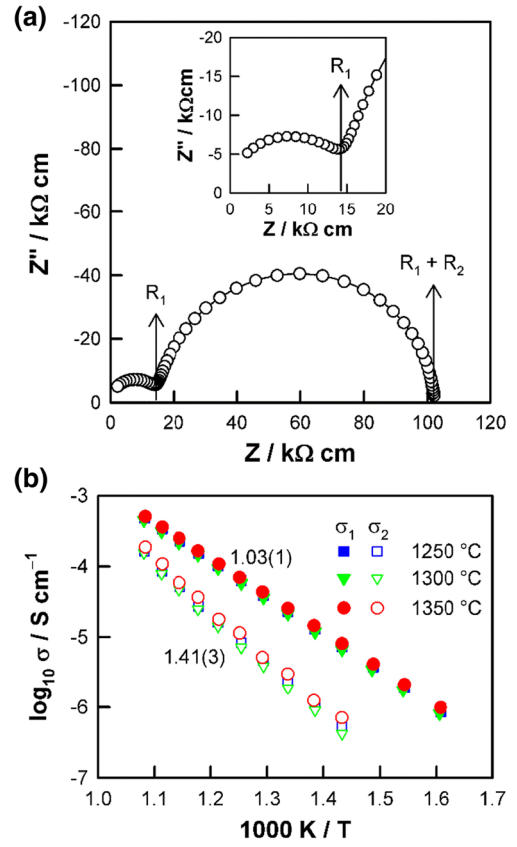 (a)
-120
-100
-80
-60
-40
-20
0
Z" / kΩ cm
-20
-15
-10
-5
0
Z" / kΩcm
R1
0 5 10 15 20
Z / kΩ cm
R1
R1 + R2
0 20 40 60 80 100 120
Z / kΩ cm
(b)
-3
-4
-5
-6
-7
log10 σ / S cm−1
σ1 σ2
1250 °C
1300 °C
1350 °C
1.03(1)
1.41(3)
1.0 1.1 1.2 1.3 1.4 1.5 1.6 1.7
1000 K / T